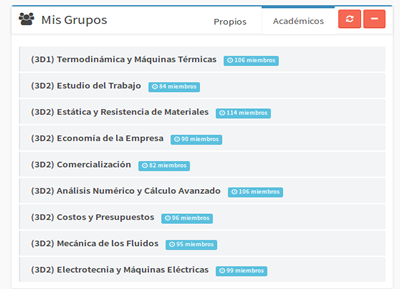 Mis Grupos
Propios
Académicos
(3D1) Termodinámica y Máquinas Térmicas 106 miembros
(3D2) Estudio del Trabajo 84 miembros
(3D2) Estática y Resistencia de Materiales 114 miembros
(3D2) Economía de la Empresa 90 miembros
(3D2) Comercialización 82 miembros
(3D2) Análisis Numérico y Cálculo Avanzado 106 miembros
(3D2) Costos y Presupuestos 96 miembros
(3D2) Mecánica de los Fluidos 95 miembros
(3D2) Electrotecnia y Máquinas Eléctricas 99 miembros